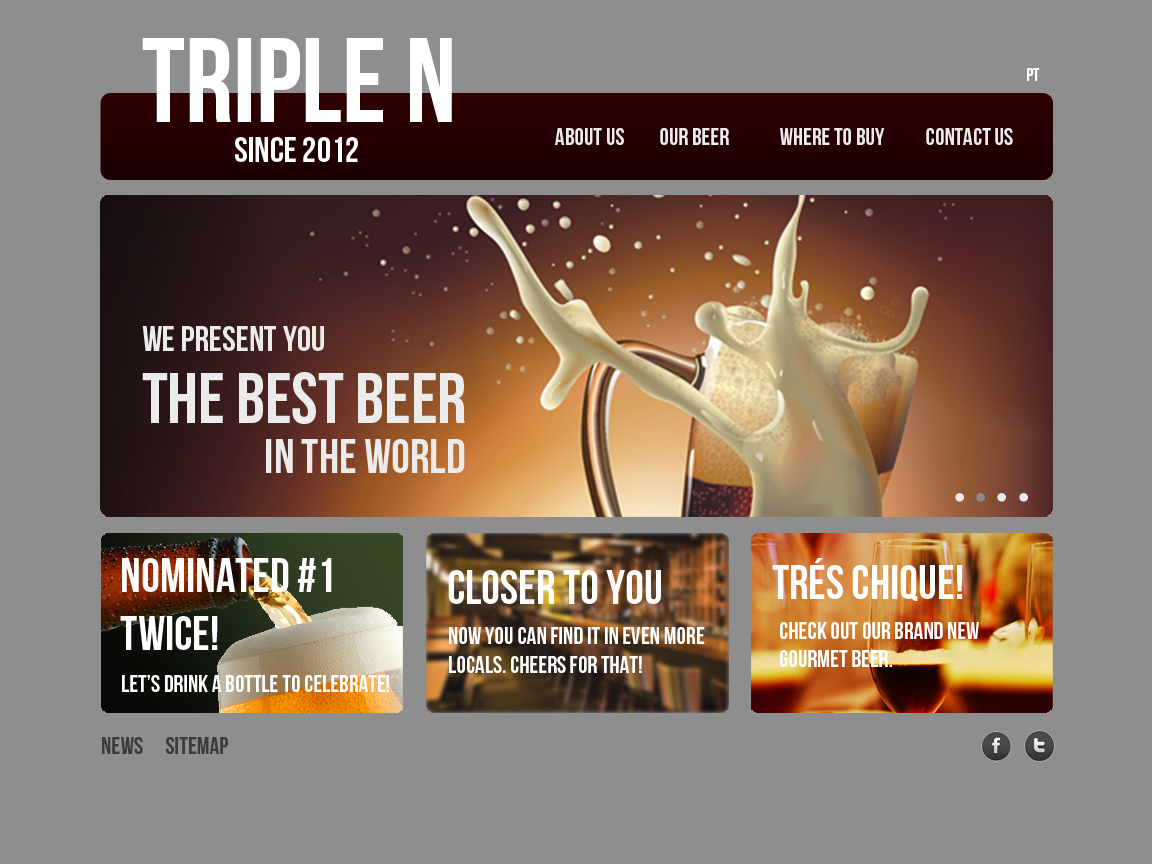 TRIPLE N
SINCE 2012
PT
ABOUT US
OUR BEER
WHERE TO BUY
CONTACT US
WE PRESENT YOU
THE BEST BEER
IN THE WORLD
NOMINATED #1
TWICE!
LET'S DRINK A BOTTLE TO CELEBRATE!
CLOSER TO YOU
NOW YOU CAN FIND IT IN EVEN MORE
LOCALS. CHEERS FOR THAT!
TRÉS CHIQUE!
CHECK OUT OUR BRAND NEW
GOURMET BEER.
NEWS
SITEMAP